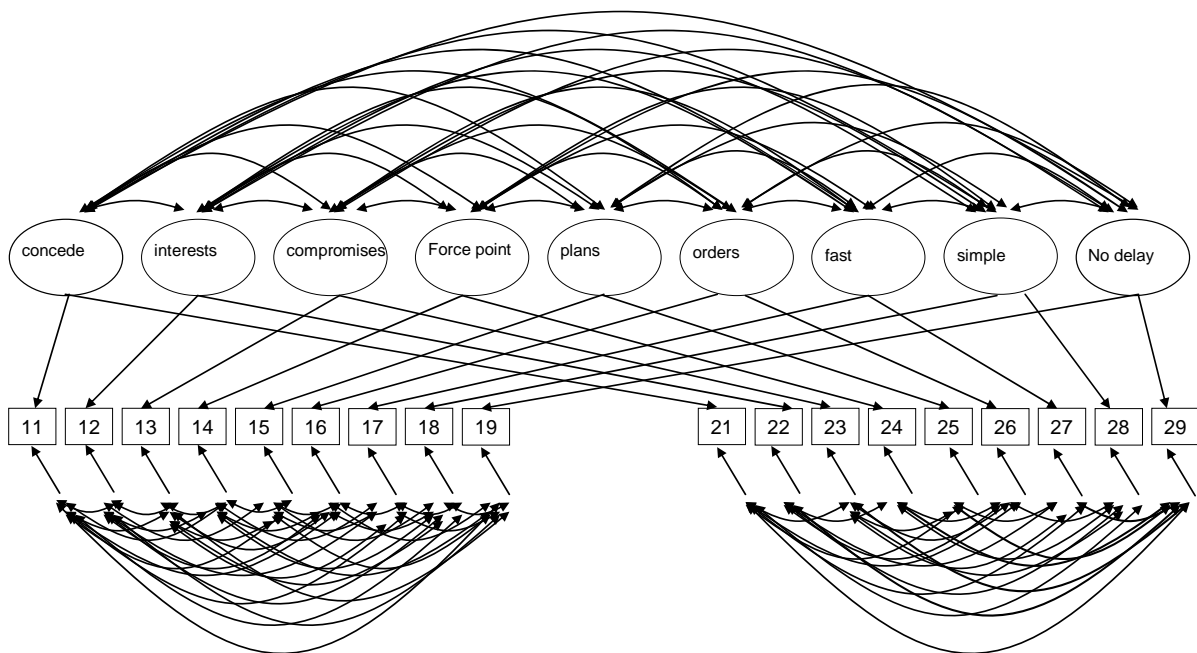 concede interests compromises Force point plans orders fast simple No delay
11 12 13 14 15 16 17 18 19 21 22 23 24 25 26 27 28 29